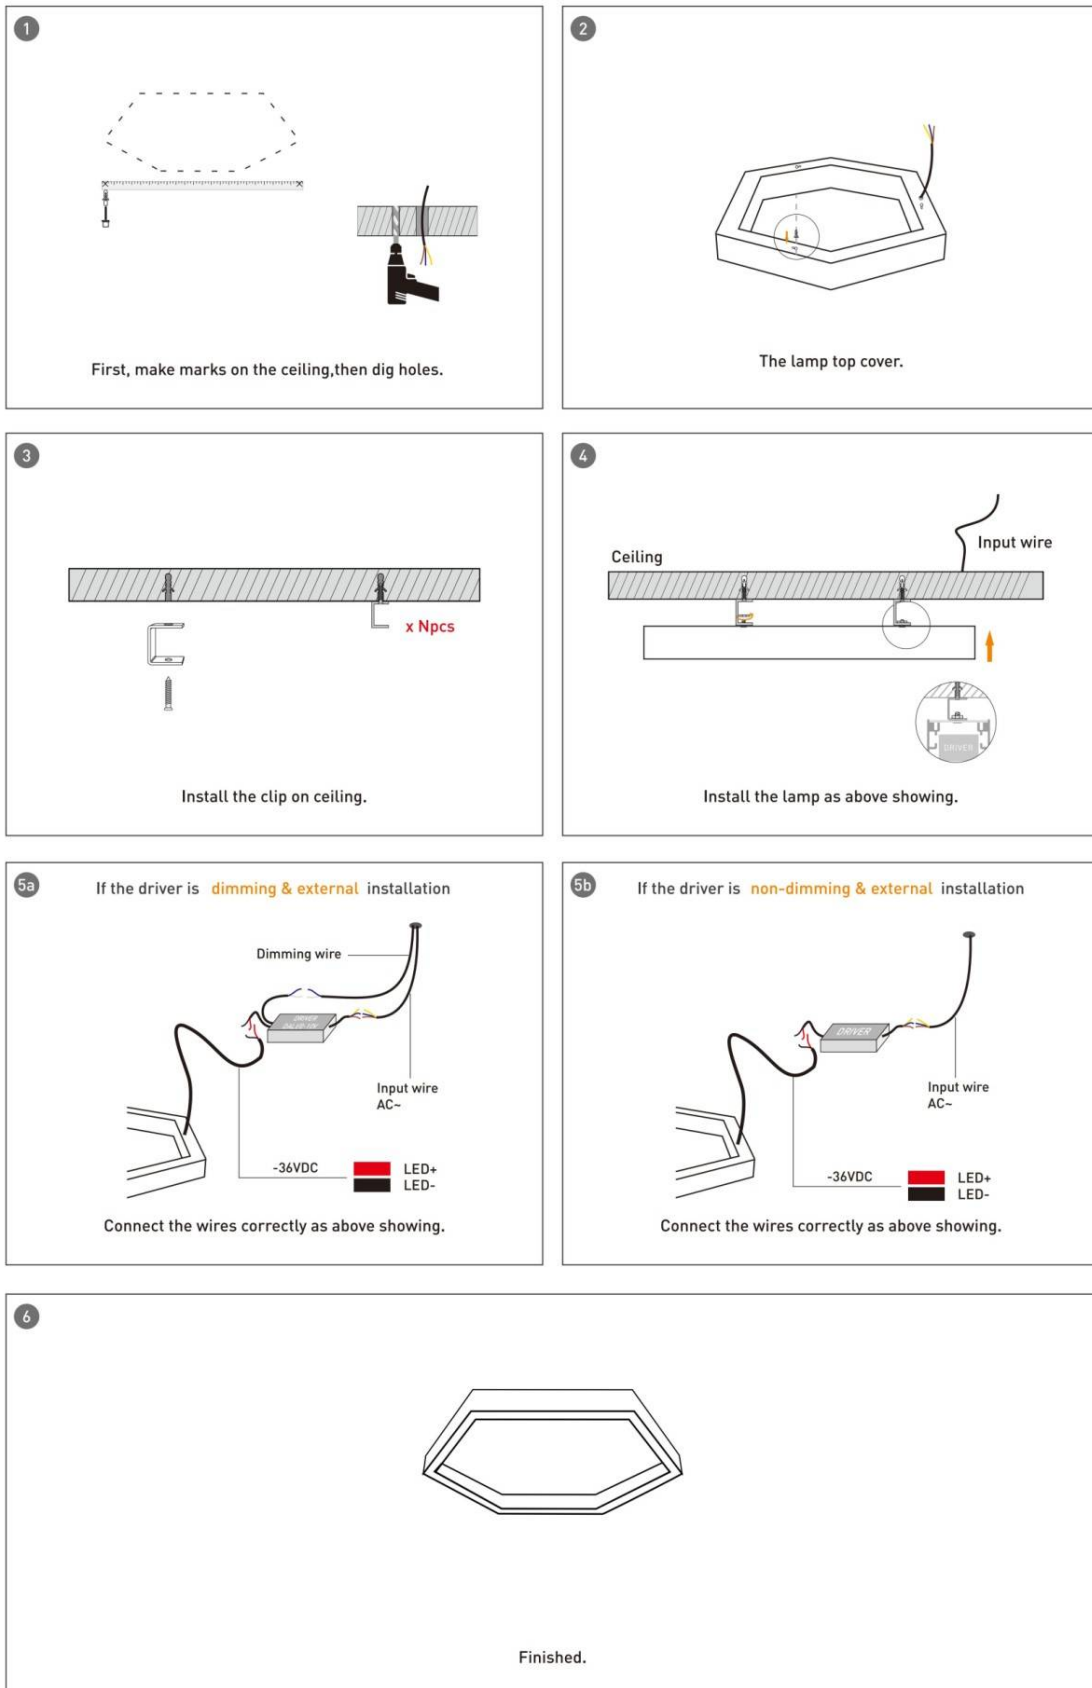 1
First, make marks on the ceiling,then dig holes.
2
The lamp top cover.
3
x Npcs
Install the clip on ceiling.
4
Ceiling
Input wire
DRIVER
Install the lamp as above showing.
5a
If the driver is dimming & external installation
Dimming wire
DRIVER
Input wire
AC~
-36VDC
LED+
LED-
Connect the wires correctly as above showing.
5b
If the driver is non-dimming & external installation
DRIVER
Input wire
AC~
-36VDC
LED+
LED-
Connect the wires correctly as above showing.
6
Finished.